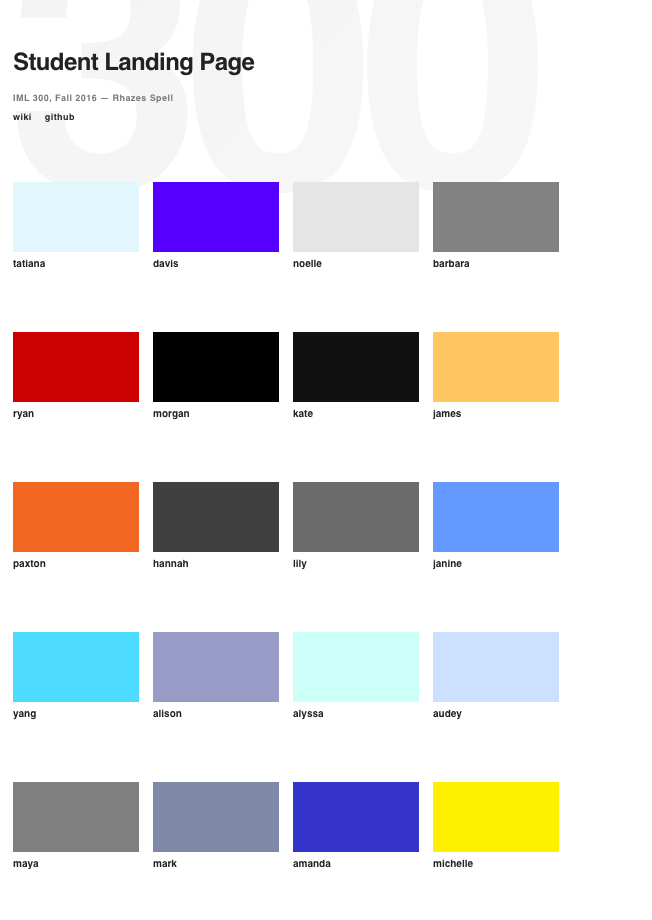 300
Student Landing Page
IML 300, Fall 2016 — Rhazes Spell
wiki github
tatiana davis noelle barbara
ryan morgan kate james
paxton hannah lily janine
yang alison alyssa audey
maya mark amanda michelle